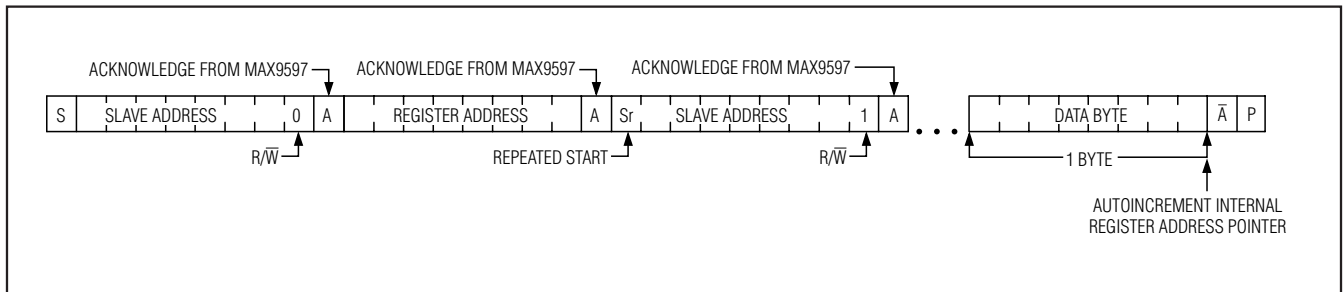 ACKNOWLEDGE FROM MAX9597 ACKNOWLEDGE FROM MAX9597 ACKNOWLEDGE FROM MAX9597
S SLAVE ADDRESS 0 A REGISTER ADDRESS A Sr SLAVE ADDRESS 1 A • • • DATA BYTE A̅ P
R/W̅ REPEATED START R/W̅ 1 BYTE
AUTOINCREMENT INTERNAL
REGISTER ADDRESS POINTER